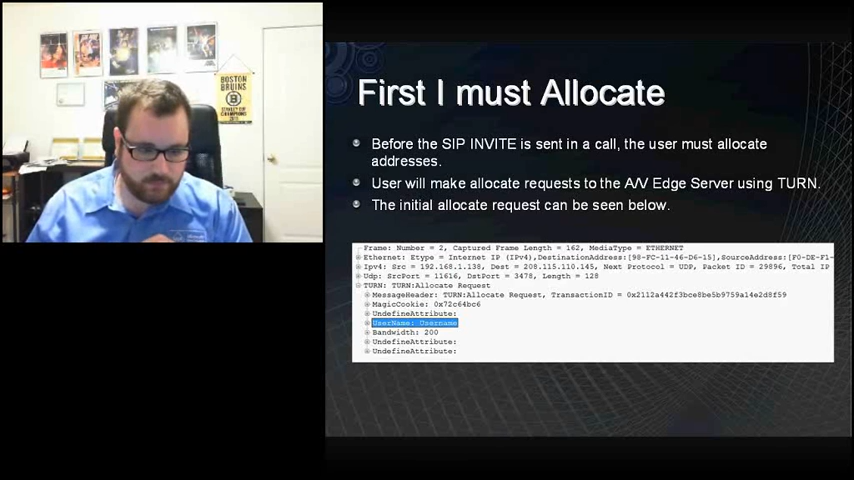 BOSTON
BRUINS
CHAMPIONS
First I must Allocate
Before the SIP INVITE is sent in a call, the user must allocate
addresses.
User will make allocate requests to the A/V Edge Server using TURN.
The initial allocate request can be seen below.
Frame: Number = 2, Captured Frame Length = 162, MediaType = ETHERNET
Ethernet: Etype = Internet IP (IPv4),DestinationAddress:[98-FC-11-46-D6-15],SourceAddress:[F0-DE-F1-
Ipv4: Src = 192.168.1.138, Dest = 208.115.110.145, Next Protocol = UDP, Packet ID = 29896, Total IP
Udp: SrcPort = 11616, DstPort = 3478, Length = 128
TURN: TURN:Allocate Request
MessageHeader: TURN:Allocate Request, TransactionID = 0x2112a442f3bce8be5b9759a14e2d8f59
MagicCookie: 0x72c64bc6
UndefineAttribute:
UserName: Username
Bandwidth: 200
UndefineAttribute:
UndefineAttribute: